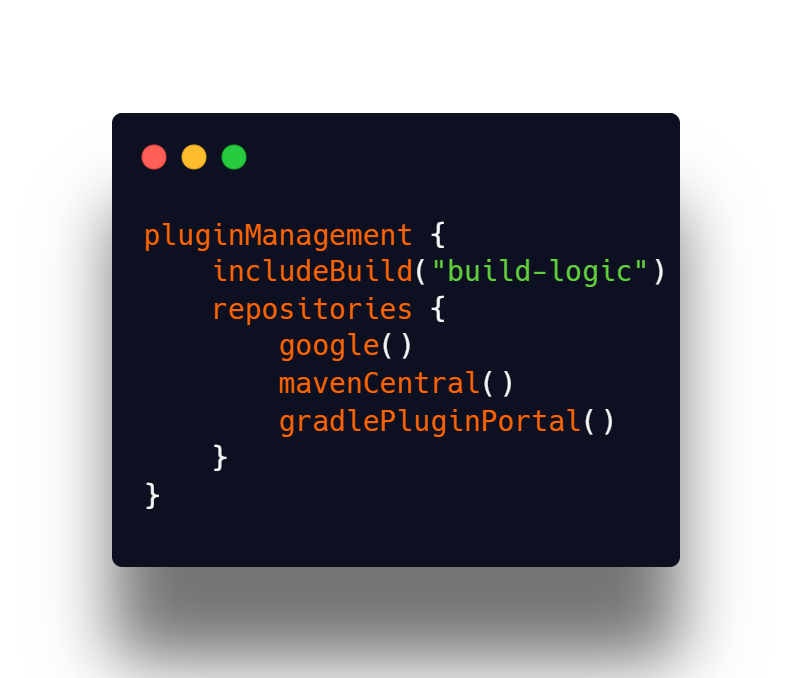 pluginManagement {
    includeBuild("build-logic")
    repositories {
        google()
        mavenCentral()
        gradlePluginPortal()
    }
}